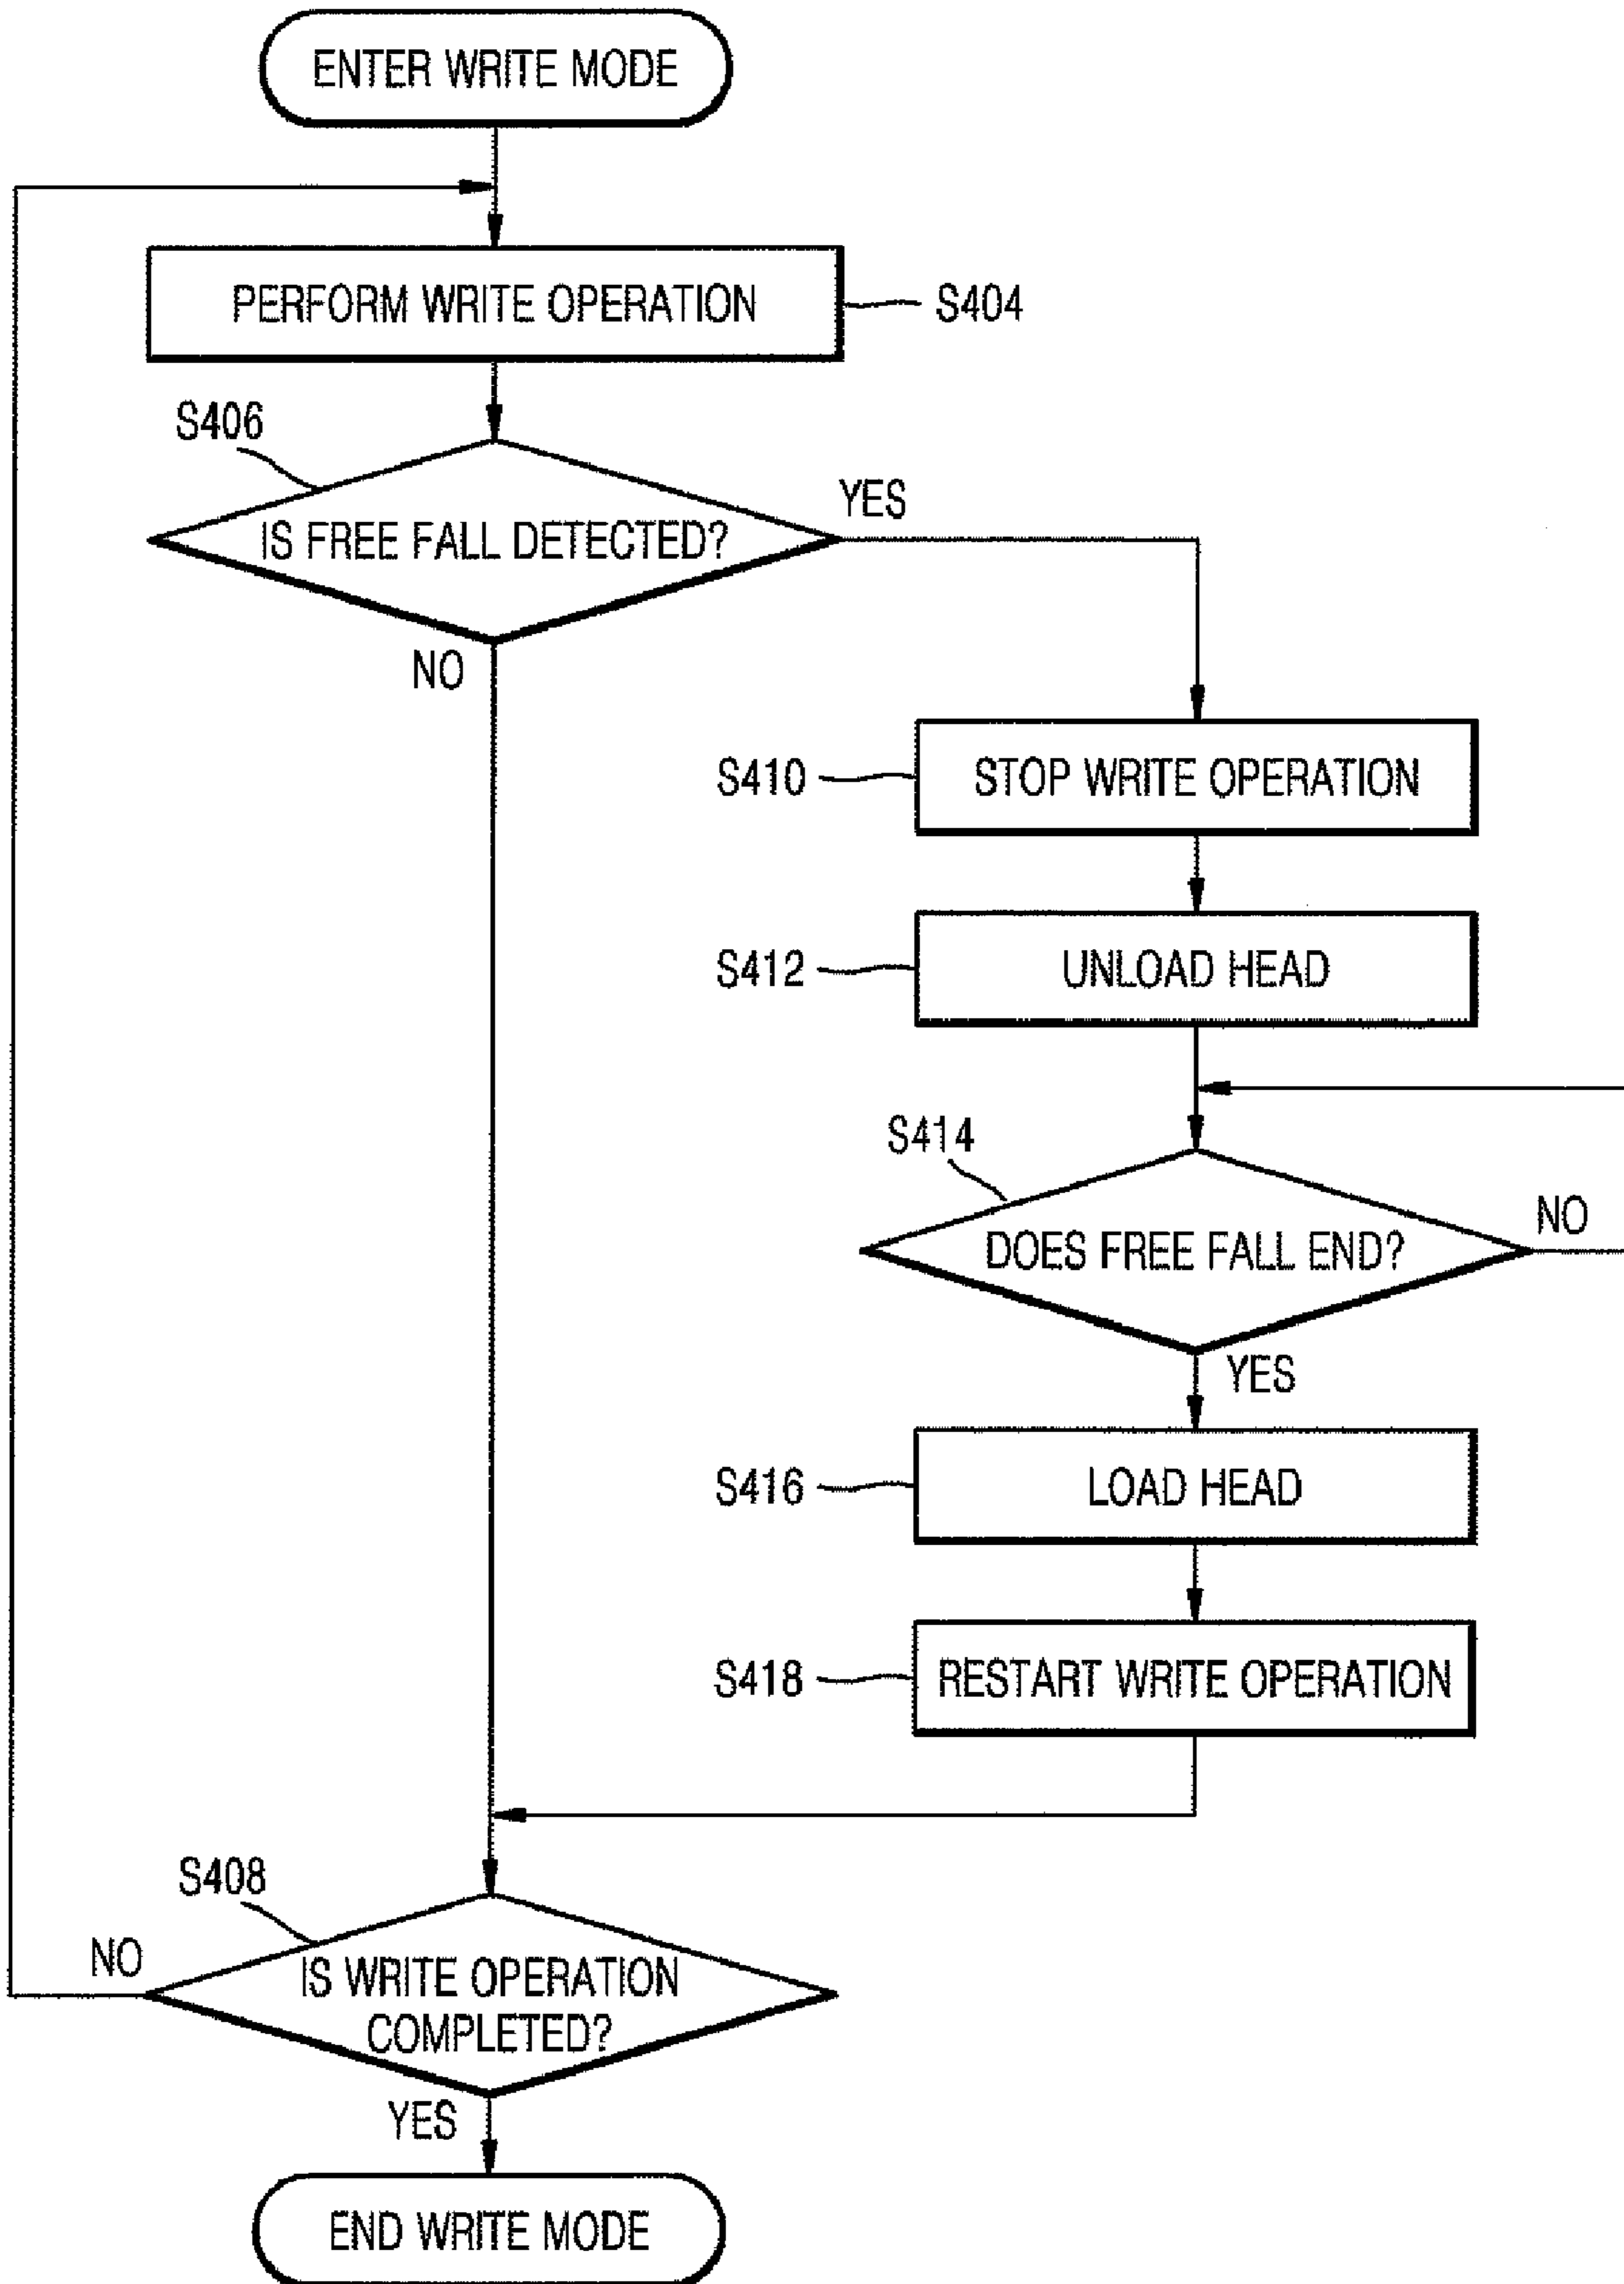 ENTER WRITE MODE
PERFORM WRITE OPERATION
S404
S406
IS FREE FALL DETECTED?
YES
NO
S410
STOP WRITE OPERATION
S412
UNLOAD HEAD
S414
DOES FREE FALL END?
NO
YES
S416
LOAD HEAD
S418
RESTART WRITE OPERATION
S408
NO
IS WRITE OPERATION
COMPLETED?
YES
END WRITE MODE